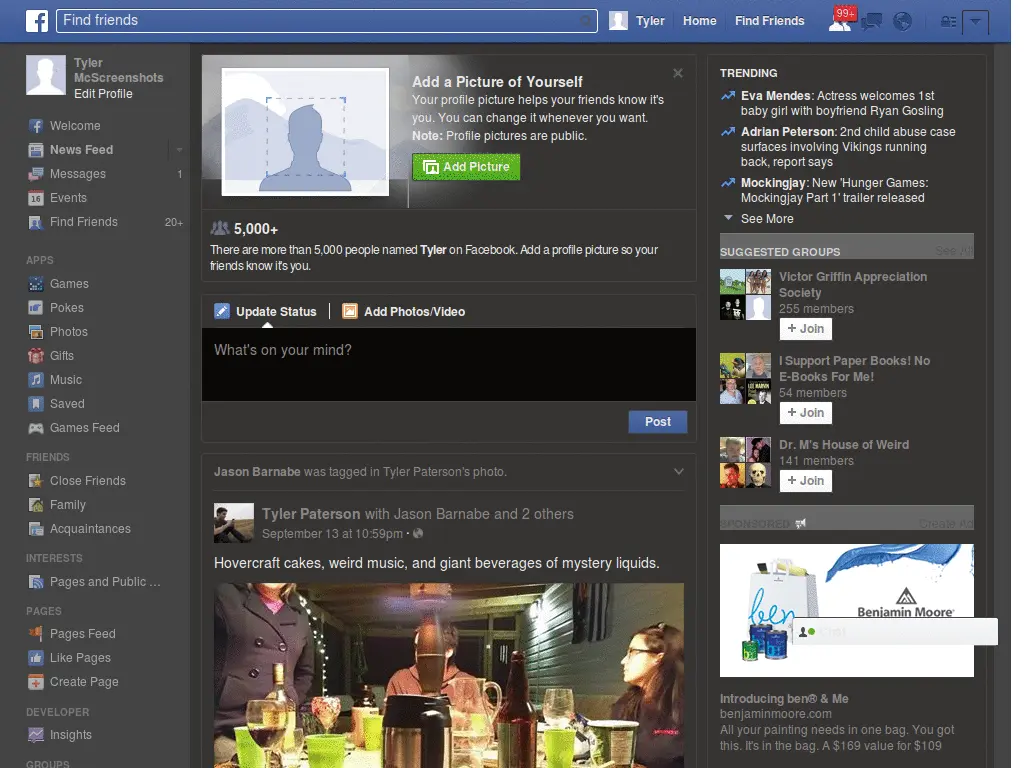 f Find friends Tyler Home Find Friends 99+
Tyler
McScreenshots
Edit Profile
Welcome
News Feed
Messages 1
16 Events
Find Friends 20+
APPS
Games
Pokes
Photos
Gifts
Music
Saved
Games Feed
FRIENDS
Close Friends
Family
Acquaintances
INTERESTS
Pages and Public ...
PAGES
Pages Feed
Like Pages
Create Page
DEVELOPER
Insights
GROUPS
Add a Picture of Yourself
Your profile picture helps your friends know it's
you. You can change it whenever you want.
Note: Profile pictures are public.
Add Picture
5,000+
There are more than 5,000 people named Tyler on Facebook. Add a profile picture so your
friends know it's you.
Update Status Add Photos/Video
What's on your mind?
Post
Jason Barnabe was tagged in Tyler Paterson's photo.
Tyler Paterson with Jason Barnabe and 2 others
September 13 at 10:59pm •
Hovercraft cakes, weird music, and giant beverages of mystery liquids.
TRENDING
Eva Mendes: Actress welcomes 1st
baby girl with boyfriend Ryan Gosling
Adrian Peterson: 2nd child abuse case
surfaces involving Vikings running
back, report says
Mockingjay: New 'Hunger Games:
Mockingjay Part 1' trailer released
See More
SUGGESTED GROUPS See All
Victor Griffin Appreciation
Society
255 members
+ Join
I Support Paper Books! No
E-Books For Me!
54 members
+ Join
Dr. M's House of Weird
141 members
+ Join
SPONSORED Create Ad
ben
Benjamin Moore®
Chat
Introducing ben® & Me
benjaminmoore.com
All your painting needs in one bag. You got
this. It's in the bag. A $169 value for $109